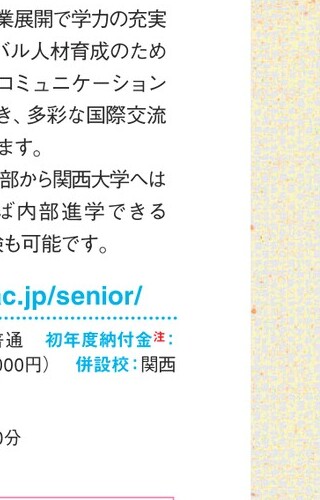 業展開で学力の充実
バル人材育成のため
コミュニケーション
き、多彩な国際交流
ます。
部から関西大学へは
ば内部進学できる
も可能です。
ac.jp/senior/
普通 初年度納付金注：
000円） 併設校：関西
0分